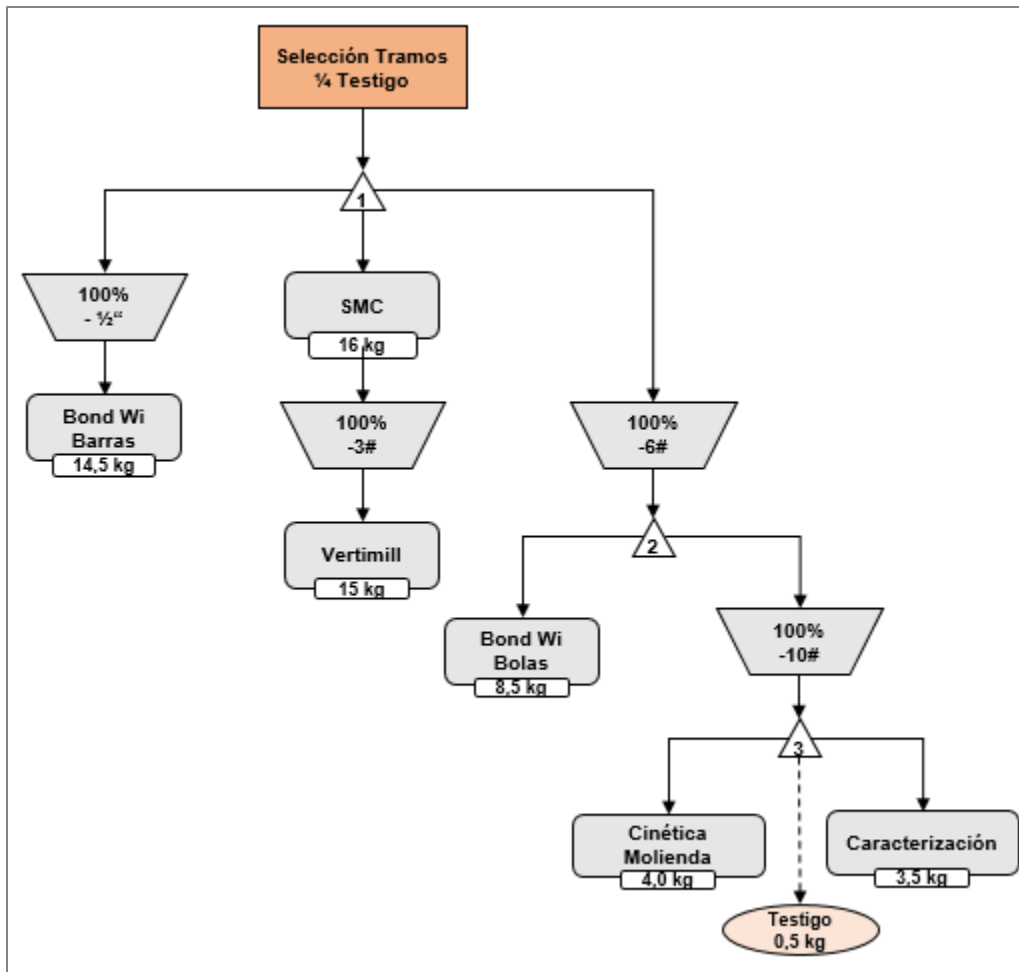 Selección Tramos
¼ Testigo
1
100%
- ½“
SMC
16 kg
Bond Wi
Barras
14,5 kg
100%
-3#
100%
-6#
Vertimill
15 kg
2
Bond Wi
Bolas
8,5 kg
100%
-10#
3
Cinética
Molienda
4,0 kg
Caracterización
3,5 kg
Testigo
0,5 kg